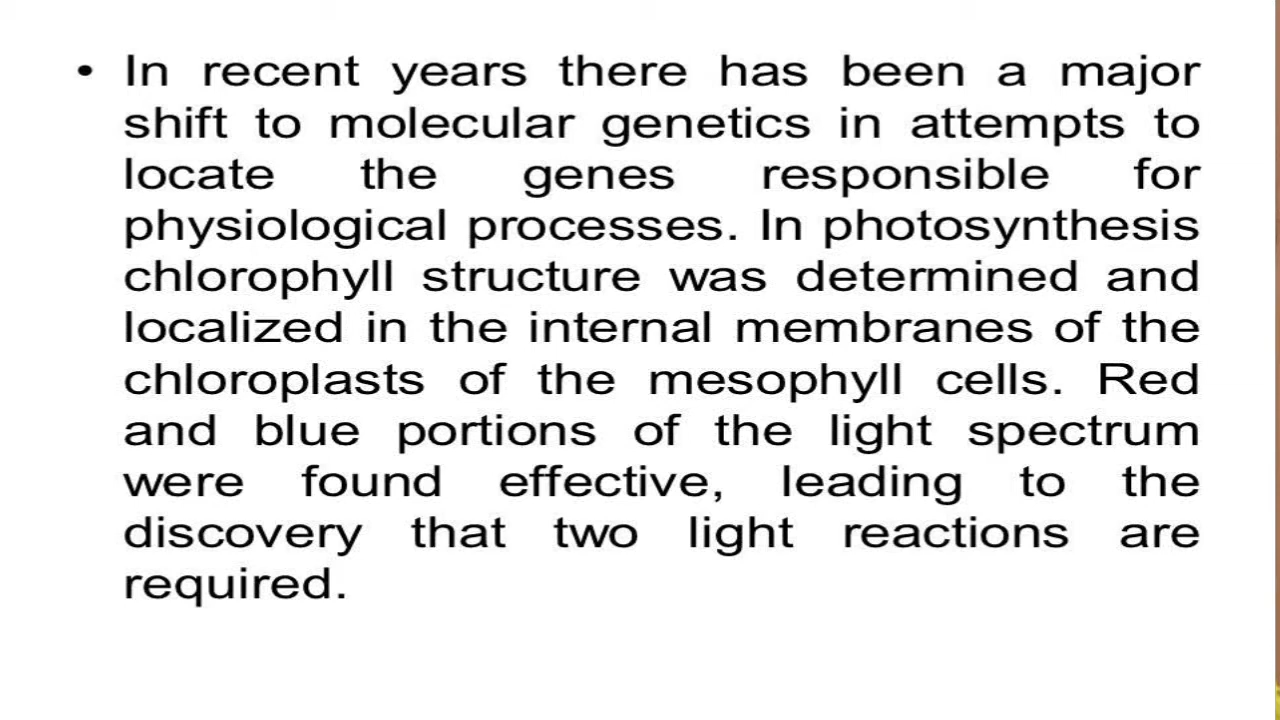 • In recent years there has been a major
shift to molecular genetics in attempts to
locate the genes responsible for
physiological processes. In photosynthesis
chlorophyll structure was determined and
localized in the internal membranes of the
chloroplasts of the mesophyll cells. Red
and blue portions of the light spectrum
were found effective, leading to the
discovery that two light reactions are
required.